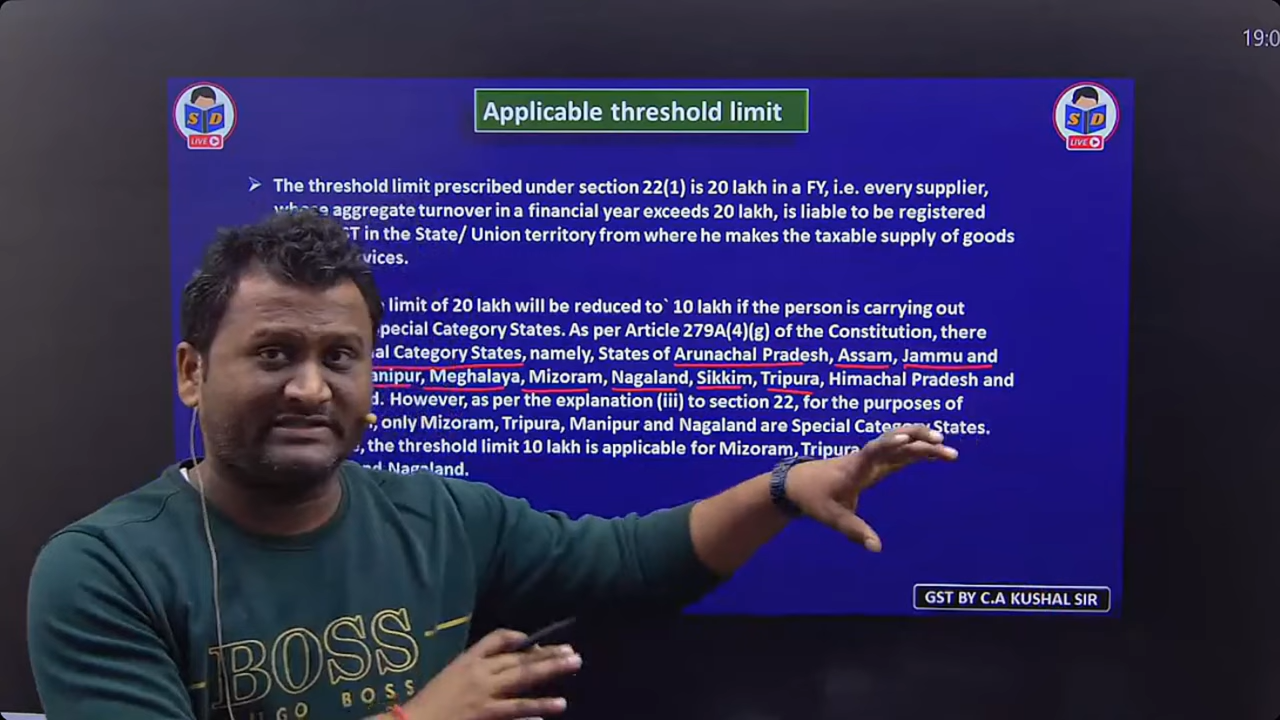 19:0
Applicable threshold limit
S D
LIVE
S D
LIVE
➤ The threshold limit prescribed under section 22(1) is 20 lakh in a FY, i.e. every supplier,
aggregate turnover in a financial year exceeds 20 lakh, is liable to be registered
in the State/ Union territory from where he makes the taxable supply of goods
limit of 20 lakh will be reduced to` 10 lakh if the person is carrying out
Special Category States. As per Article 279A(4)(g) of the Constitution, there
Category States, namely, States of Arunachal Pradesh, Assam, Jammu and
Meghalaya, Mizoram, Nagaland, Sikkim, Tripura, Himachal Pradesh and
However, as per the explanation (iii) to section 22, for the purposes of
only Mizoram, Tripura, Manipur and Nagaland are Special Category States.
, the threshold limit 10 lakh is applicable for Mizoram, Tripura
Nagaland.
GST BY C.A KUSHAL SIR
BOSS
BOSS